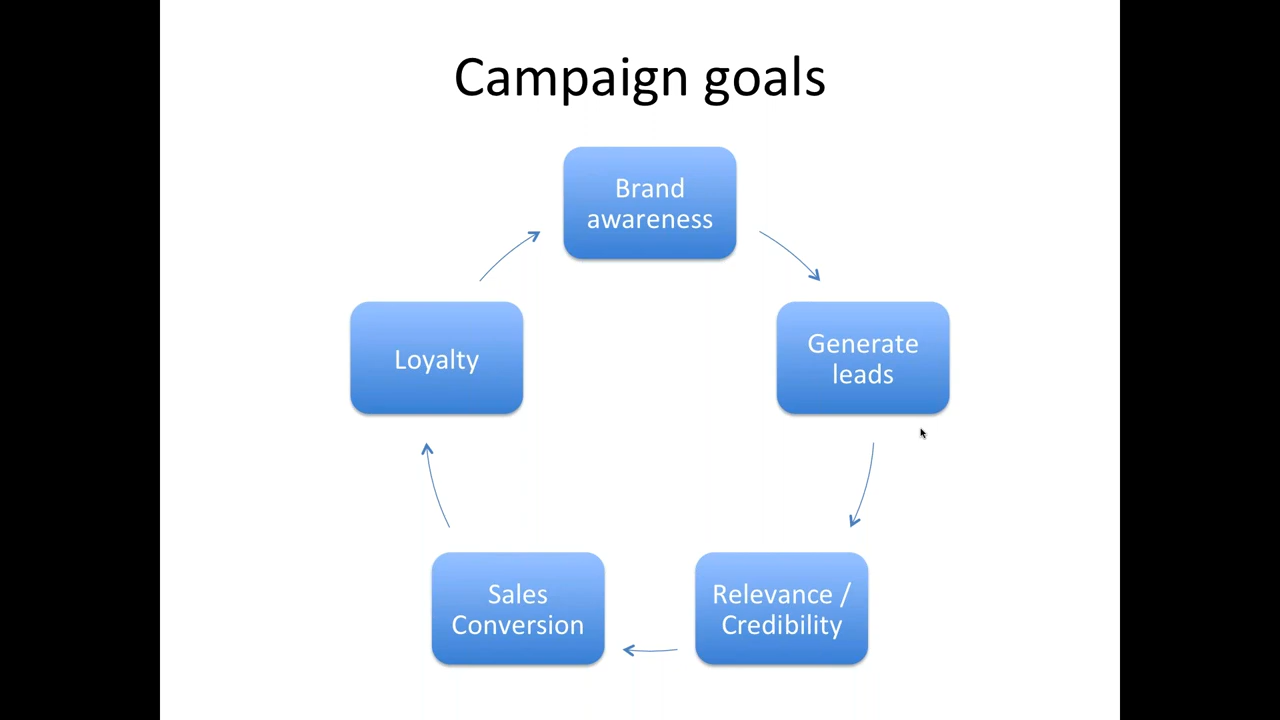 Campaign goals
Brand
awareness
Generate
leads
Relevance /
Credibility
Sales
Conversion
Loyalty